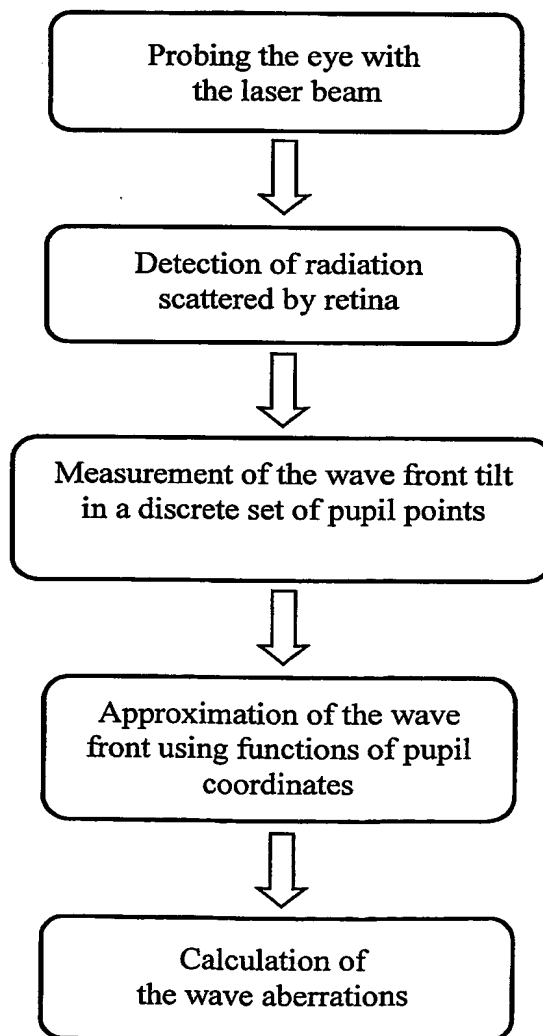 Probing the eye with
the laser beam
Detection of radiation
scattered by retina
Measurement of the wave front tilt
in a discrete set of pupil points
Approximation of the wave
front using functions of pupil
coordinates
Calculation of
the wave aberrations